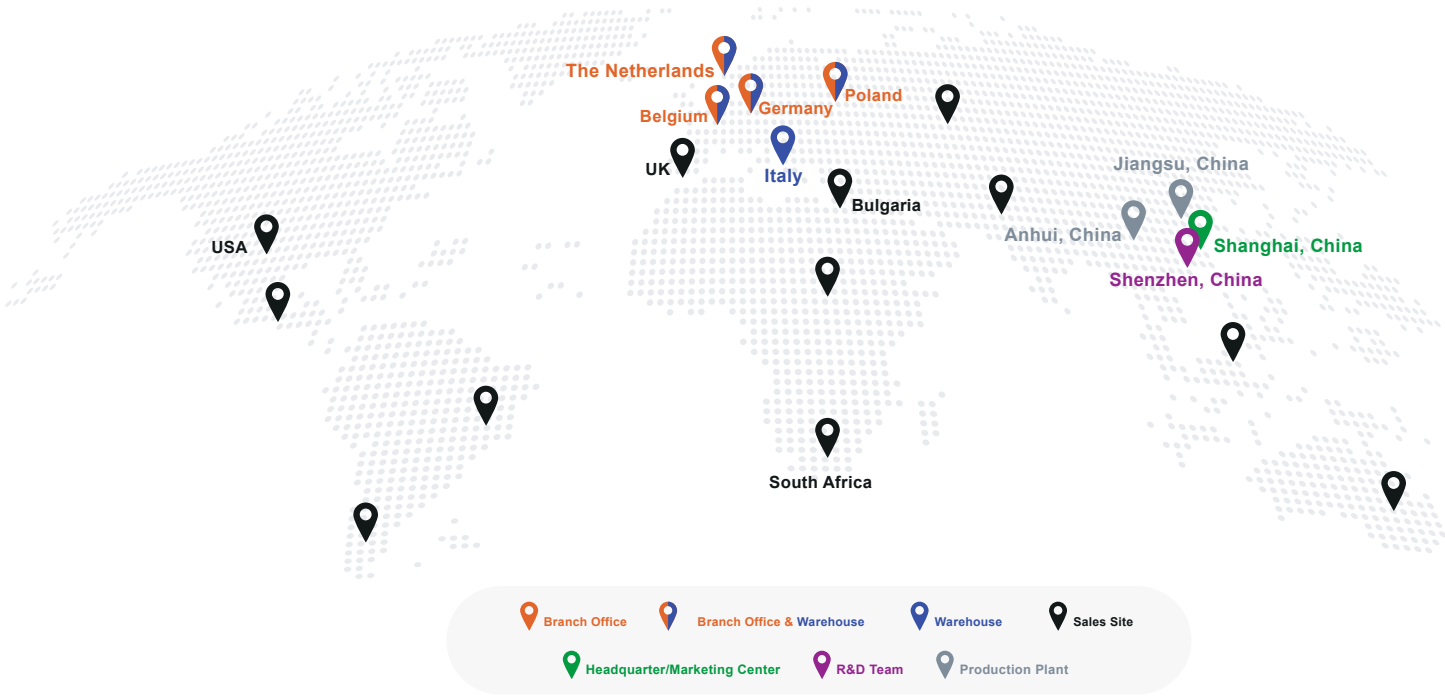 The Netherlands
Poland
Germany
Belgium
Jiangsu, China
UK
Italy
Bulgaria
Anhui, China
USA
Shanghai, China
Shenzhen, China
South Africa
Branch Office
Branch Office & Warehouse
Warehouse
Sales Site
Headquarter/Marketing Center
R&D Team
Production Plant